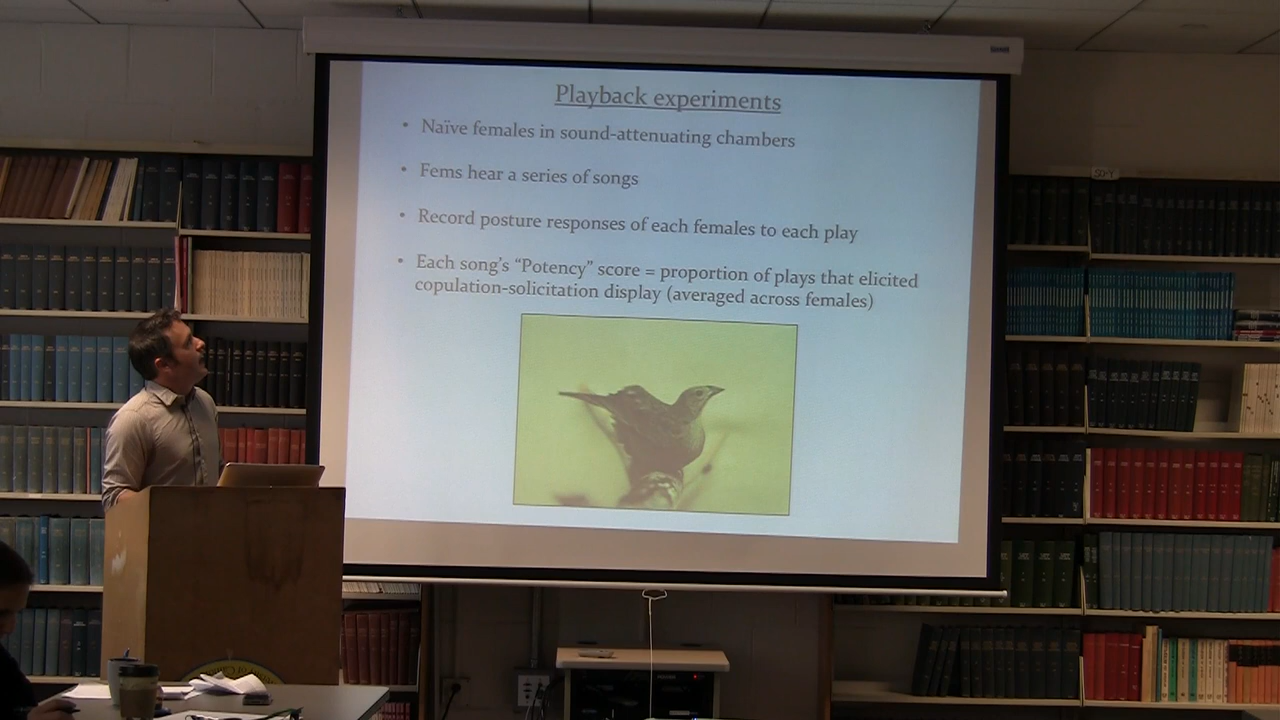 Playback experiments
• Naïve females in sound-attenuating chambers
• Fems hear a series of songs
• Record posture responses of each females to each play
• Each song's "Potency" score = proportion of plays that elicited
copulation-solicitation display (averaged across females)